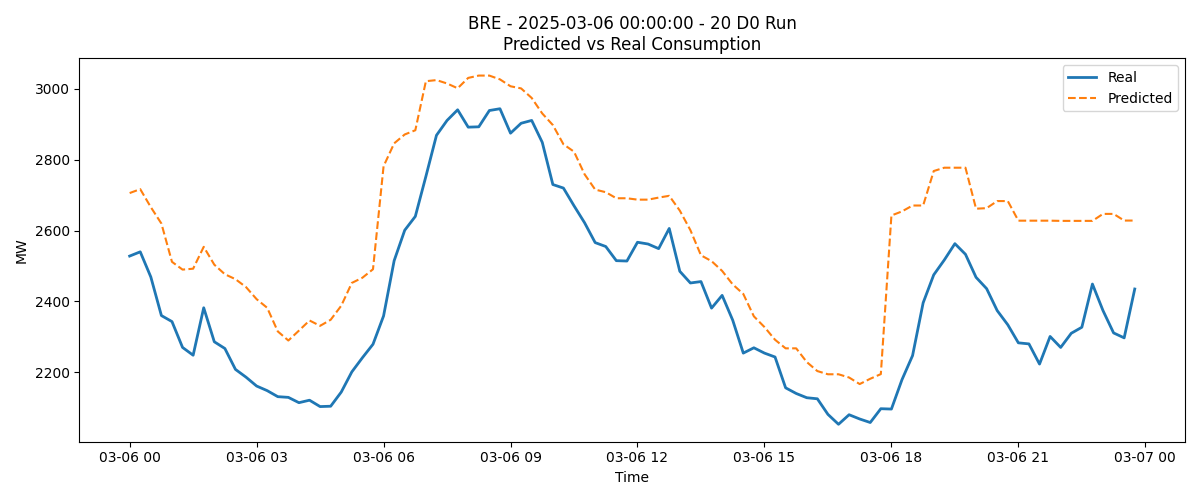 BRE - 2025-03-06 00:00:00 - 20 D0 Run
Predicted vs Real Consumption
Real
Predicted
MW
3000
2800
2600
2400
2200
03-06 00
03-06 03
03-06 06
03-06 09
03-06 12
03-06 15
03-06 18
03-06 21
03-07 00
Time